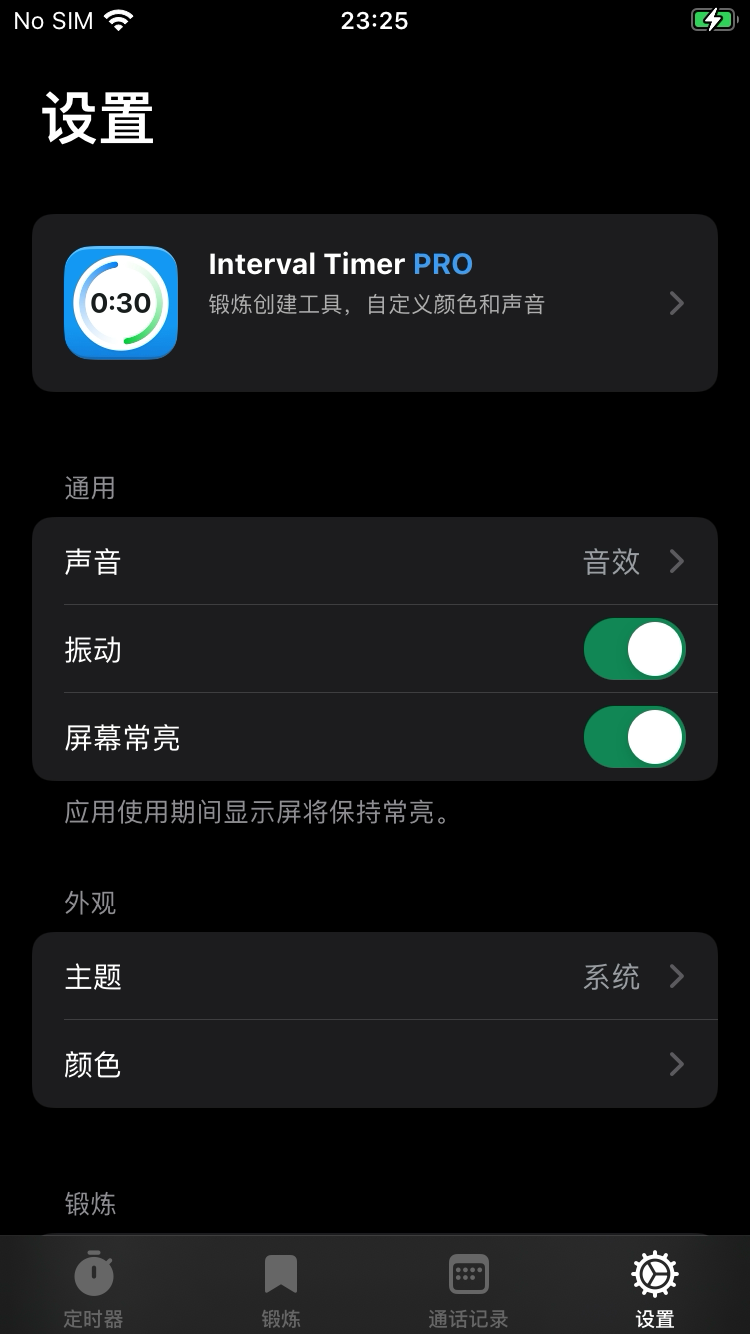 No SIM 23:25
设置
0:30
Interval Timer PRO
锻炼创建工具，自定义颜色和声音
通用
声音 音效
振动
屏幕常亮
应用使用期间显示屏将保持常亮。
外观
主题 系统
颜色
锻炼
定时器 锻炼 通话记录 设置